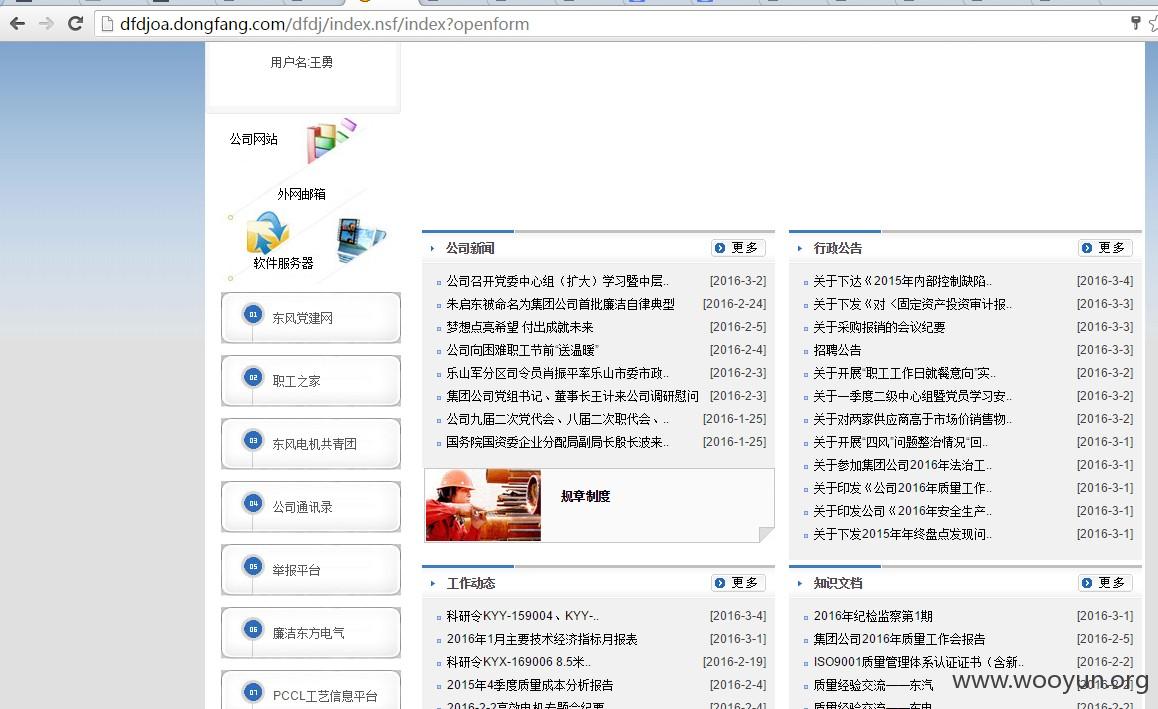 dfdjoa.dongfang.com/dfdj/index.nsf/index?openform
用户名:王勇
公司网站
外网邮箱
软件服务器
01 东风党建网
02 职工之家
03 东风电机共青团
04 公司通讯录
05 举报平台
06 廉洁东方电气
07 PCCL工艺信息平台
公司新闻 更多
公司召开党委中心组（扩大）学习暨中层.. [2016-3-2]
朱启东被命名为集团公司首批廉洁自律典型 [2016-2-24]
梦想点亮希望 付出成就未来 [2016-2-5]
公司向困难职工节前“送温暖” [2016-2-4]
乐山军分区司令员肖振平率乐山市委市政.. [2016-2-3]
集团公司党组书记、董事长王计来公司调研慰问 [2016-2-3]
公司九届二次党代会、八届二次职代会、.. [2016-1-25]
国务院国资委企业分配局副局长殷长波来.. [2016-1-25]
规章制度
工作动态 更多
科研令KYY-159004、KYY-.. [2016-3-4]
2016年1月主要技术经济指标月报表 [2016-3-1]
科研令KYX-169006 8.5米.. [2016-2-19]
2015年4季度质量成本分析报告 [2016-2-4]
2016-2-2高效电机专题会纪要
行政公告 更多
关于下达《2015年内部控制缺陷.. [2016-3-4]
关于下发《对〈固定资产投资审计报.. [2016-3-3]
关于采购报销的会议纪要 [2016-3-3]
招聘公告 [2016-3-3]
关于开展“职工工作日就餐意向”实.. [2016-3-2]
关于一季度二级中心组暨党员学习安.. [2016-3-2]
关于对两家供应商高于市场价销售物.. [2016-3-2]
关于开展“四风”问题整治情况“回.. [2016-3-1]
关于参加集团公司2016年法治工.. [2016-3-1]
关于印发《公司2016年质量工作.. [2016-3-1]
关于印发公司《2016年安全生产.. [2016-3-1]
关于下发2015年年终盘点发现问.. [2016-3-1]
知识文档 更多
2016年纪检监察第1期 [2016-3-1]
集团公司2016年质量工作会报告 [2016-2-5]
ISO9001质量管理体系认证证书（含新.. [2016-2-2]
质量经验交流——东汽 [2016-2-2]
质量经验交流——东电
www.wooyun.org